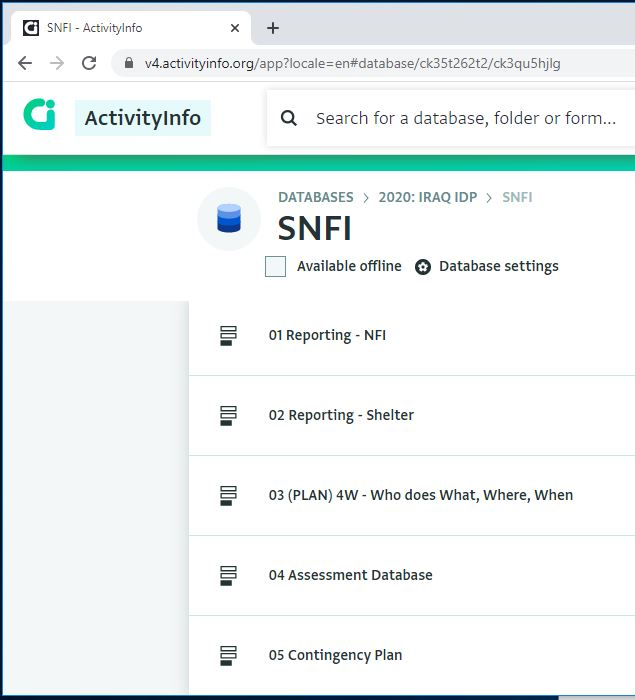 SNFI - ActivityInfo
v4.activityinfo.org/app?locale=en#database/ck35t262t2/ck3qu5hjlg
ActivityInfo
Search for a database, folder or form...
DATABASES > 2020: IRAQ IDP > SNFI
SNFI
Available offline Database settings
01 Reporting - NFI
02 Reporting - Shelter
03 (PLAN) 4W - Who does What, Where, When
04 Assessment Database
05 Contingency Plan